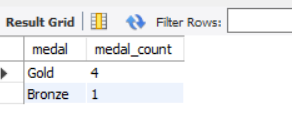 Result Grid Filter Rows:
medal medal_count
Gold 4
Bronze 1